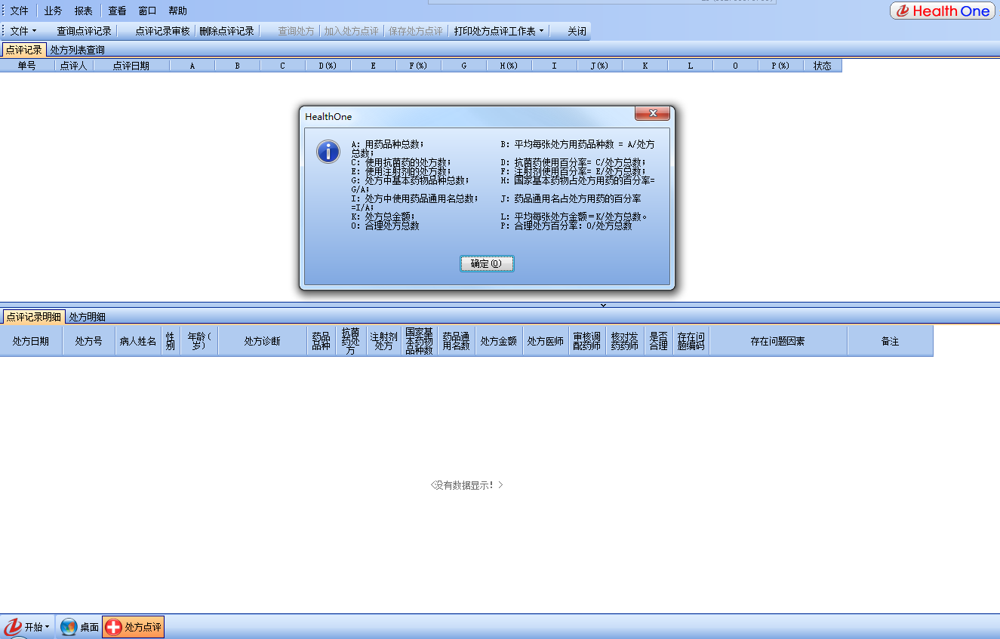 文件 业务 报表 查看 窗口 帮助
Health One
文件 查询点评记录 点评记录审核 删除点评记录 查询处方 加入处方点评 保存处方点评 打印处方点评工作表 关闭
点评记录 处方列表查询
单号 点评人 点评日期 A B C D(%) E F(%) G H(%) I J(%) K L O P(%) 状态
HealthOne
A: 用药品种总数; B: 平均每张处方用药品种数 = A/处方
总数;
C: 使用抗菌药的处方数; D: 抗菌药使用百分率= C/处方总数;
E: 使用注射剂的处方数; F: 注射剂使用百分率= E/处方总数;
G: 处方中基本药物品种总数; H: 国家基本药物占处方用药的百分率=
G/A;
I: 处方中使用药品通用名总数; J: 药品通用名占处方用药的百分率
=I/A;
K: 处方总金额; L: 平均每张处方金额=K/处方总数。
O: 合理处方总数 P: 合理处方百分率: O/处方总数
确定(O)
点评记录明细 处方明细
处方日期 处方号 病人姓名 性别 年龄(岁) 处方诊断 药品品种 抗菌药处方 注射剂处方 国家基本药物品种数 药品通用名数 处方金额 处方医师 审核调配药师 核对发药药师 是否合理 存在问题编码 存在问题因素 备注
<没有数据显示! >
开始 桌面 处方点评